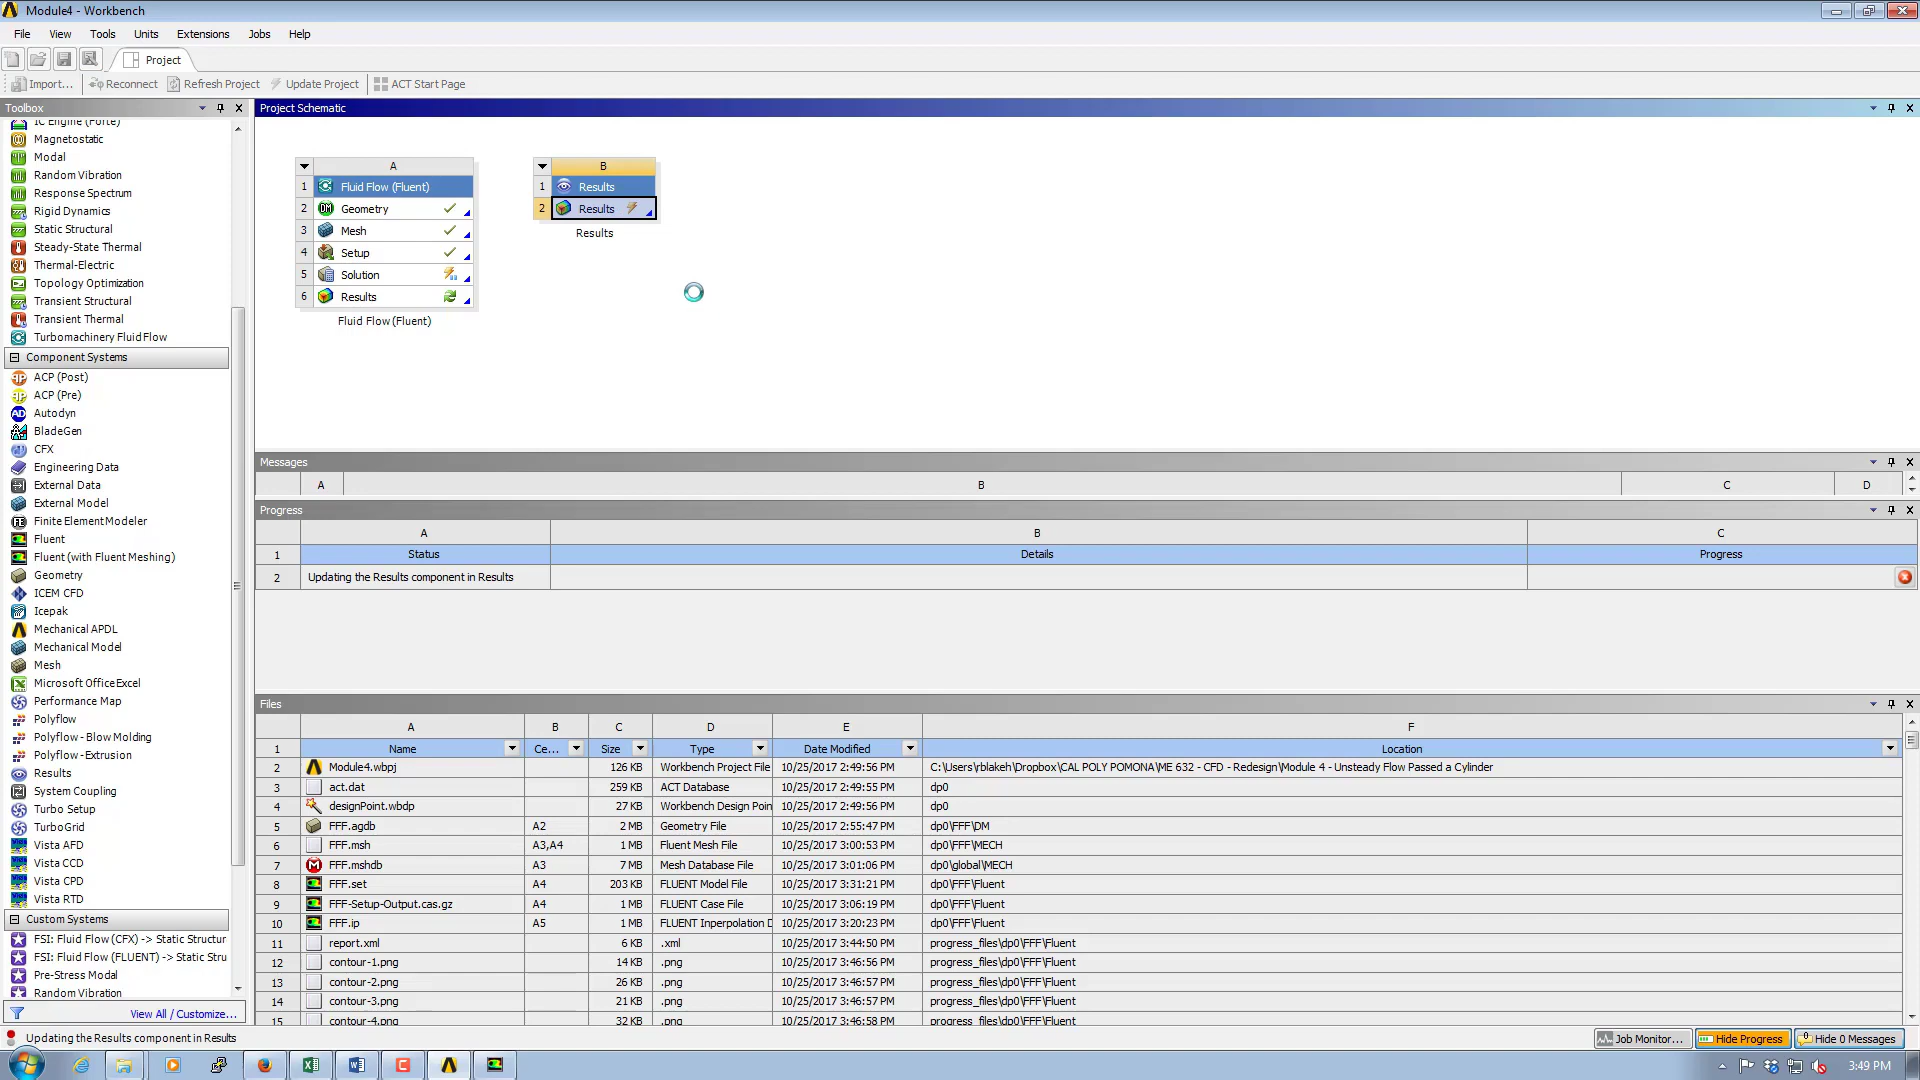 Module4 - Workbench
File View Tools Units Extensions Jobs Help
Project
Import... Reconnect Refresh Project Update Project ACT Start Page
Toolbox
IC Engine (Forte)
Magnetostatic
Modal
Random Vibration
Response Spectrum
Rigid Dynamics
Static Structural
Steady-State Thermal
Thermal-Electric
Topology Optimization
Transient Structural
Transient Thermal
Turbomachinery Fluid Flow
Component Systems
ACP (Post)
ACP (Pre)
Autodyn
BladeGen
CFX
Engineering Data
External Data
External Model
Finite Element Modeler
Fluent
Fluent (with Fluent Meshing)
Geometry
ICEM CFD
Icepak
Mechanical APDL
Mechanical Model
Mesh
Microsoft Office Excel
Performance Map
Polyflow
Polyflow - Blow Molding
Polyflow - Extrusion
Results
System Coupling
Turbo Setup
TurboGrid
Vista AFD
Vista CCD
Vista CPD
Vista RTD
Custom Systems
FSI: Fluid Flow (CFX) -> Static Structur
FSI: Fluid Flow (FLUENT) -> Static Stru
Pre-Stress Modal
Random Vibration
View All / Customize...
Project Schematic
A
1 Fluid Flow (Fluent)
2 Geometry
3 Mesh
4 Setup
5 Solution
6 Results
Fluid Flow (Fluent)
B
1 Results
2 Results
Results
Messages
A B C D
Progress
A B C
1 Status Details Progress
2 Updating the Results component in Results
Files
A B C D E F
1 Name Ce... Size Type Date Modified Location
2 Module4.wbpj 126 KB Workbench Project File 10/25/2017 2:49:56 PM C:\Users\rblakeh\Dropbox\CAL POLY POMONA\ME 632 - CFD - Redesign\Module 4 - Unsteady Flow Passed a Cylinder
3 act.dat 259 KB ACT Database 10/25/2017 2:49:55 PM dp0
4 designPoint.wbdp 27 KB Workbench Design Poin 10/25/2017 2:49:56 PM dp0
5 FFF.agdb A2 2 MB Geometry File 10/25/2017 2:55:47 PM dp0\FFF\DM
6 FFF.msh A3,A4 1 MB Fluent Mesh File 10/25/2017 3:00:53 PM dp0\FFF\MECH
7 FFF.mshdb A3 7 MB Mesh Database File 10/25/2017 3:01:06 PM dp0\global\MECH
8 FFF.set A4 203 KB FLUENT Model File 10/25/2017 3:31:21 PM dp0\FFF\Fluent
9 FFF-Setup-Output.cas.gz A4 1 MB FLUENT Case File 10/25/2017 3:06:19 PM dp0\FFF\Fluent
10 FFF.ip A5 1 MB FLUENT Inperpolation D 10/25/2017 3:20:23 PM dp0\FFF\Fluent
11 report.xml 6 KB .xml 10/25/2017 3:44:50 PM progress_files\dp0\FFF\Fluent
12 contour-1.png 14 KB .png 10/25/2017 3:46:56 PM progress_files\dp0\FFF\Fluent
13 contour-2.png 26 KB .png 10/25/2017 3:46:57 PM progress_files\dp0\FFF\Fluent
14 contour-3.png 21 KB .png 10/25/2017 3:46:57 PM progress_files\dp0\FFF\Fluent
15 contour-4.png 32 KB .png 10/25/2017 3:46:58 PM progress_files\dp0\FFF\Fluent
Updating the Results component in Results
Job Monitor... Hide Progress Hide 0 Messages
3:49 PM